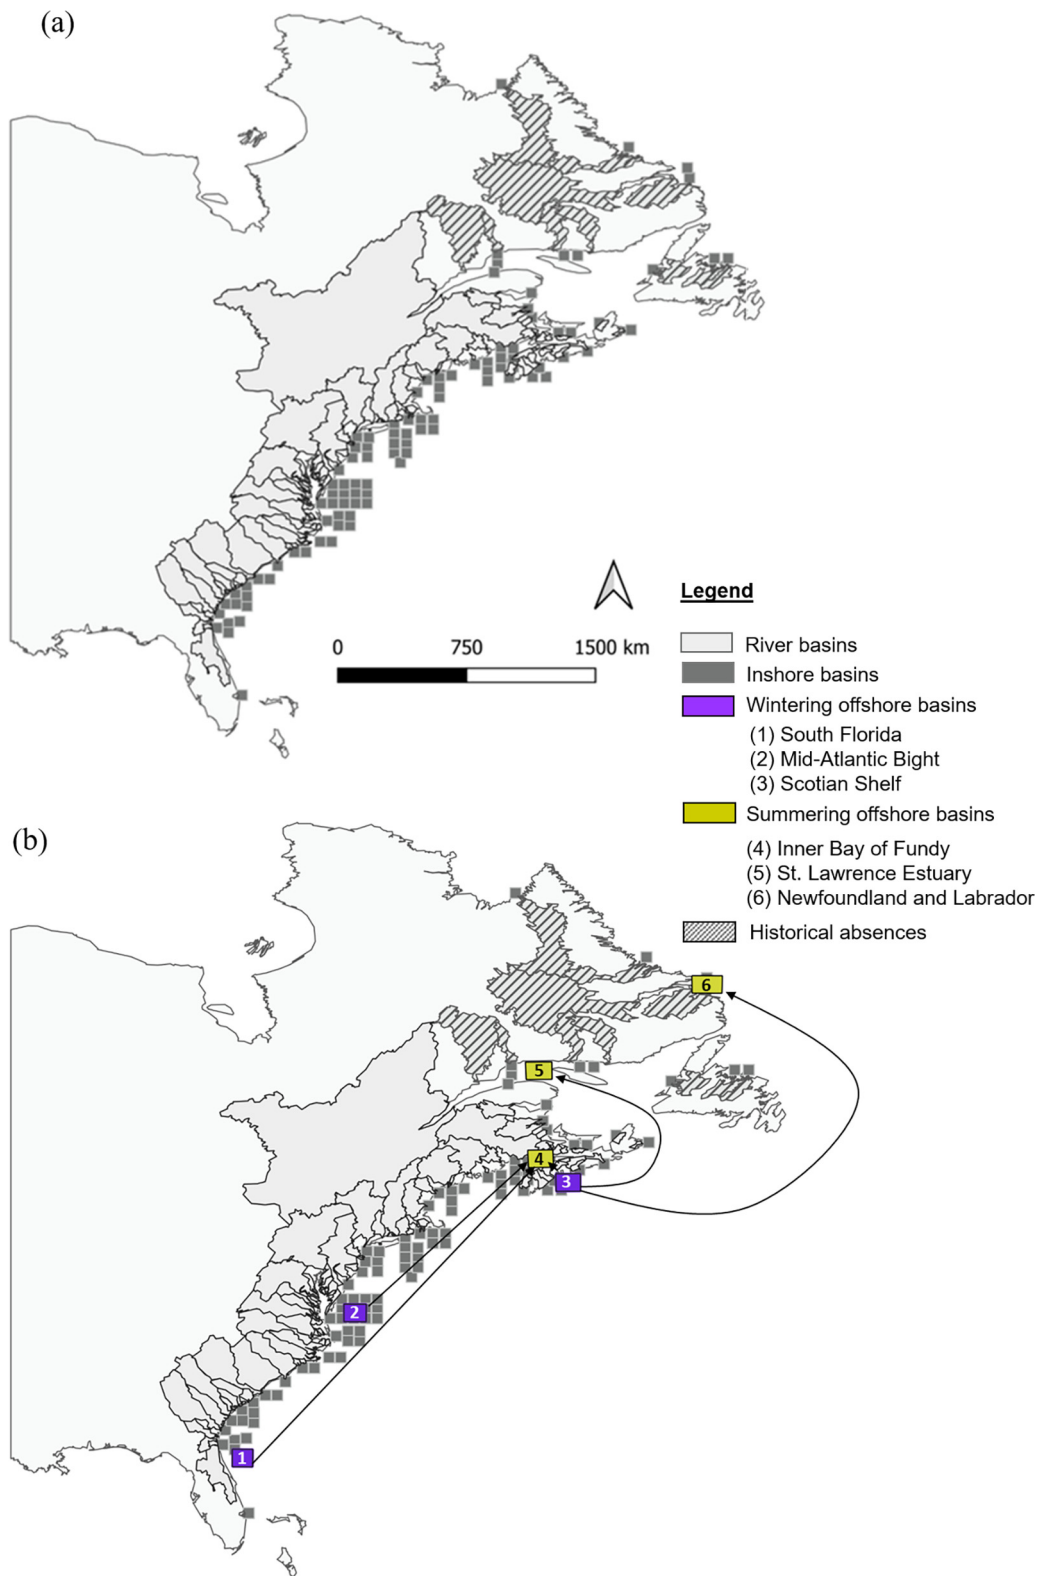 (a)
Legend
0 750 1500 km
River basins
Inshore basins
Wintering offshore basins
(1) South Florida
(2) Mid-Atlantic Bight
(3) Scotian Shelf
Summering offshore basins
(4) Inner Bay of Fundy
(5) St. Lawrence Estuary
(6) Newfoundland and Labrador
Historical absences
(b)
6
5
4
3
2
1